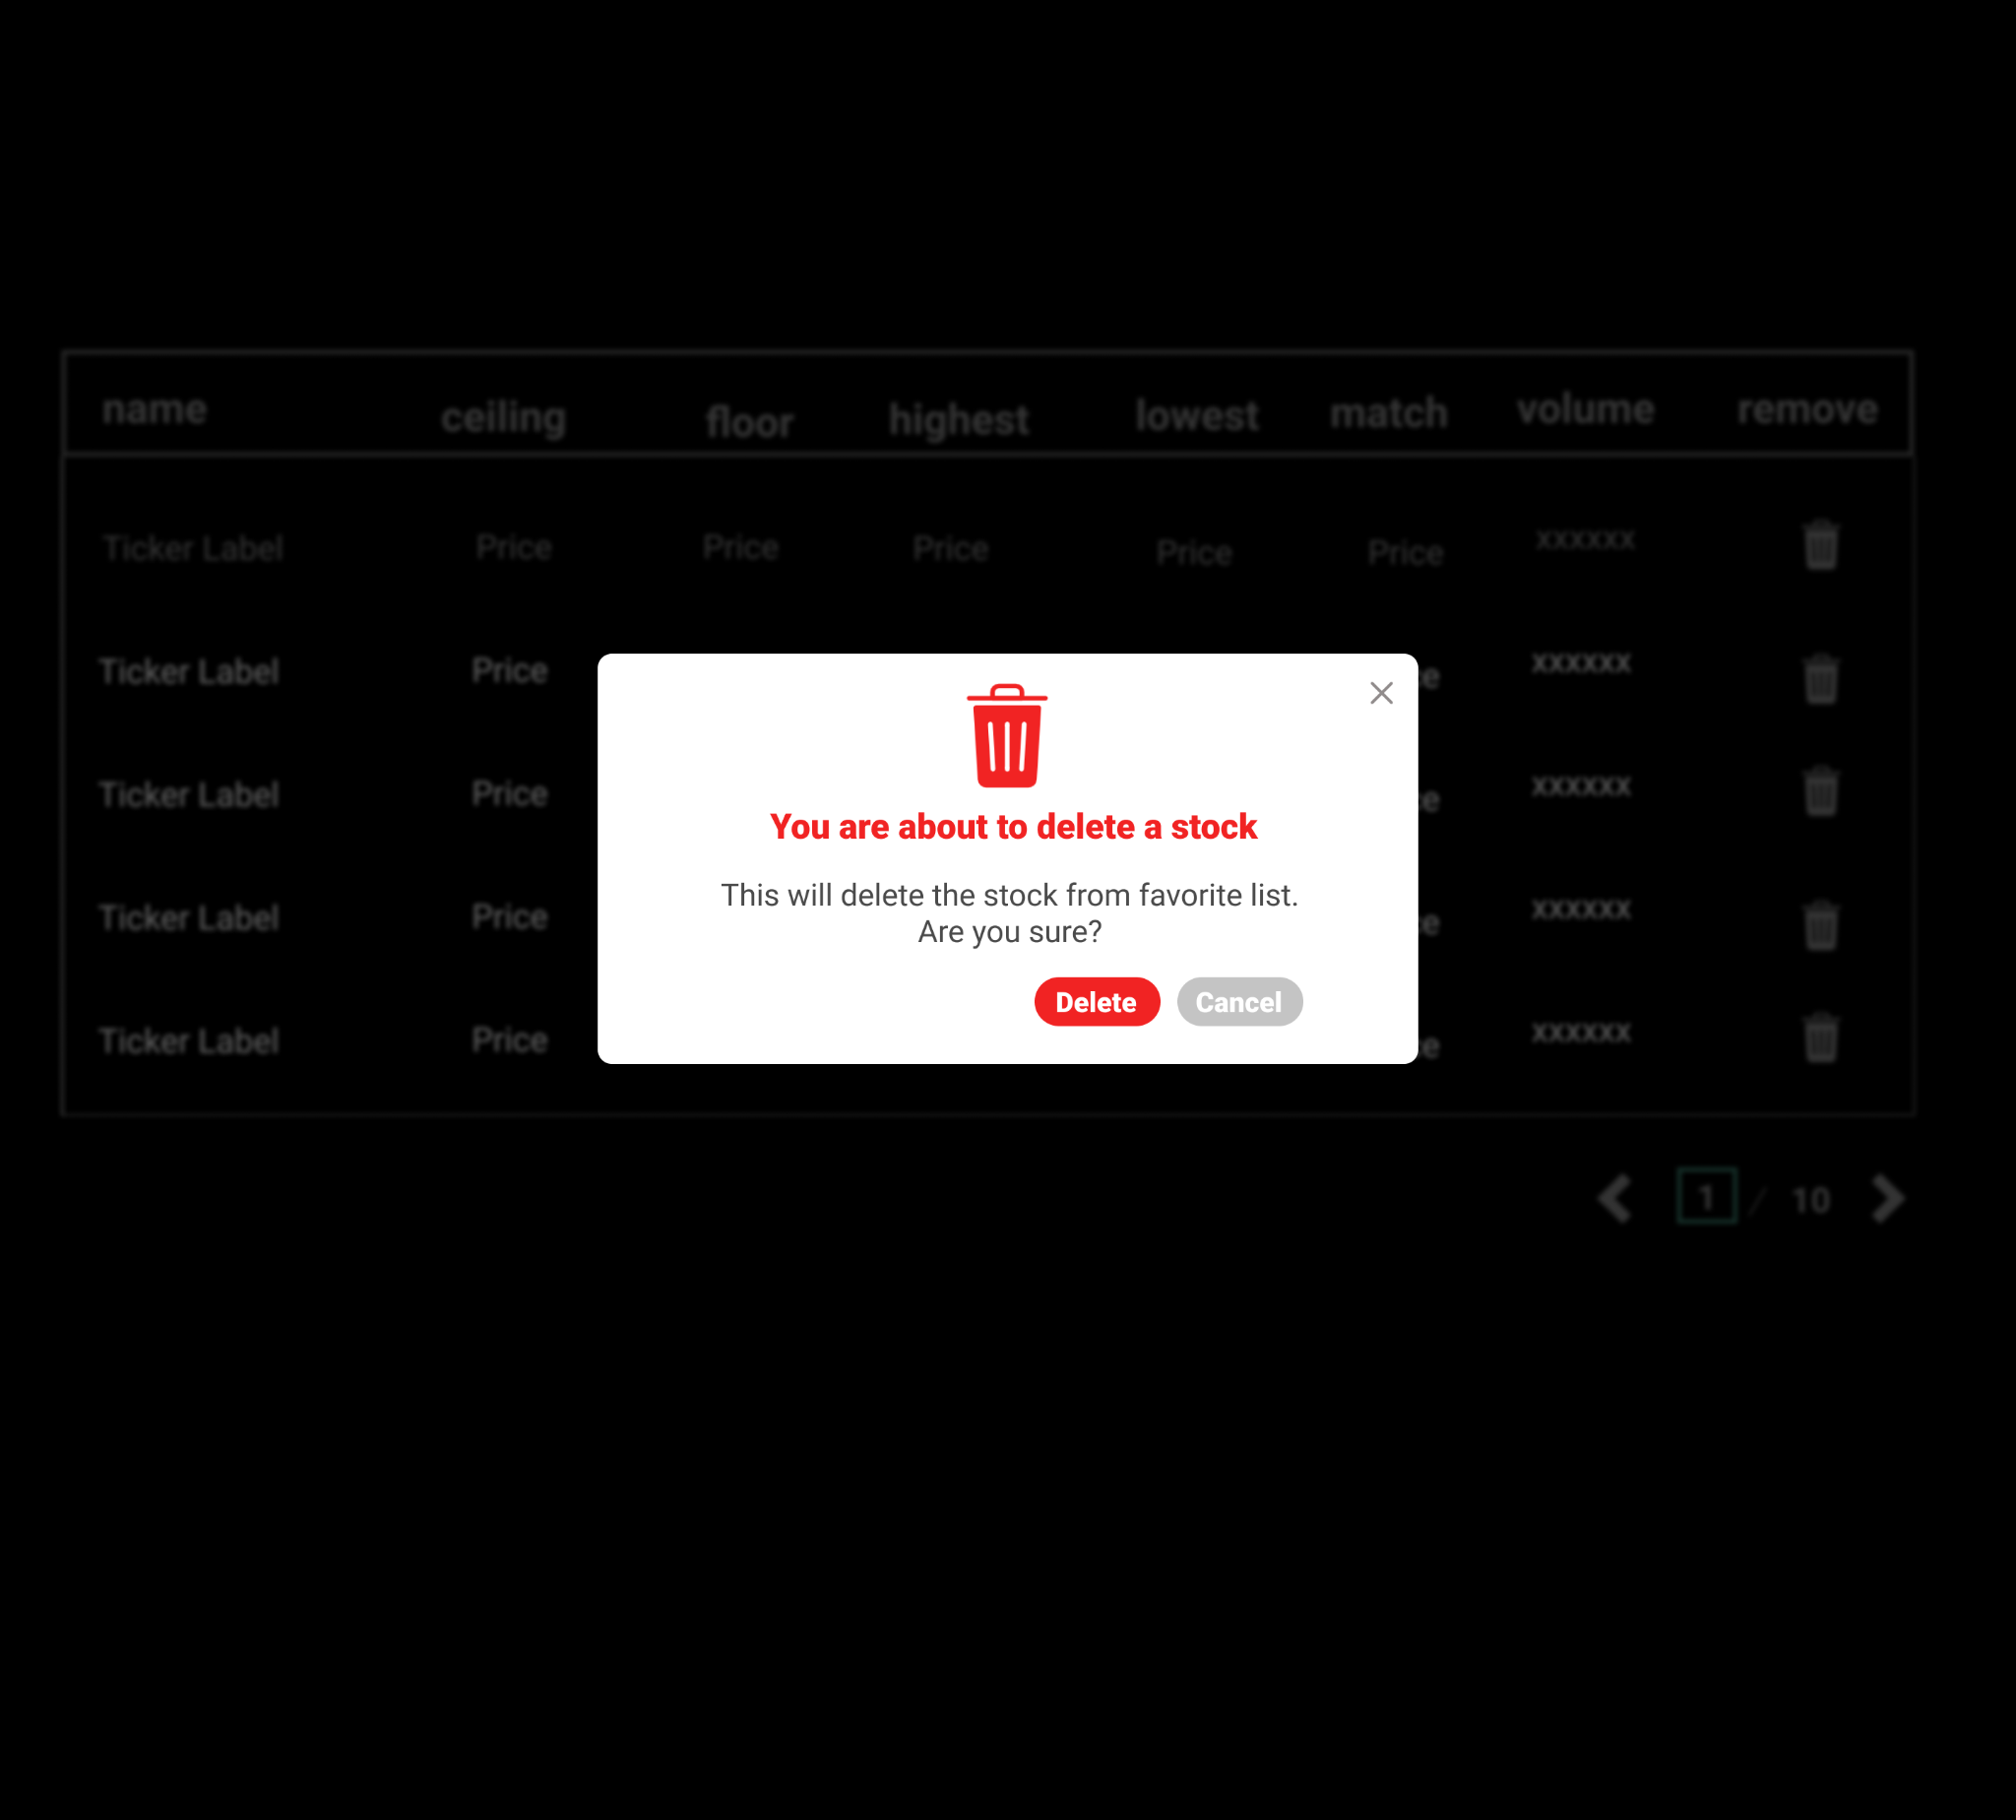 name ceiling floor highest lowest match volume remove
Ticker Label Price Price Price Price Price xxxxxx
Ticker Label Price xxxxxx
Ticker Label Price xxxxxx
Ticker Label Price xxxxxx
Ticker Label Price xxxxxx
You are about to delete a stock
This will delete the stock from favorite list.
Are you sure?
Delete Cancel
1 / 10